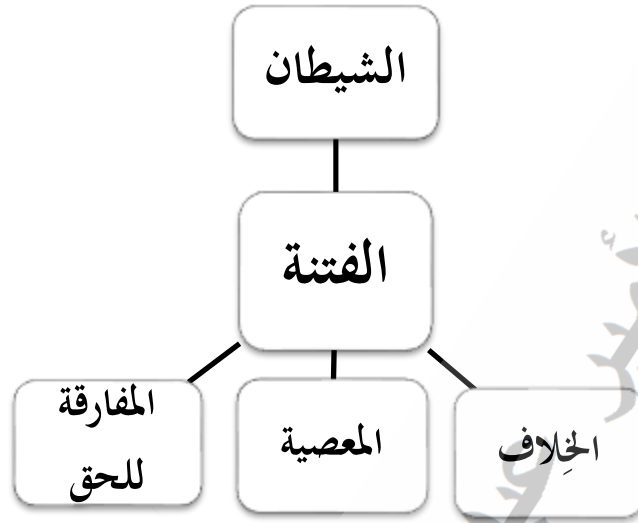 الشيطان
الفتنة
الخِلاف
المعصية
المفارقة
للحق